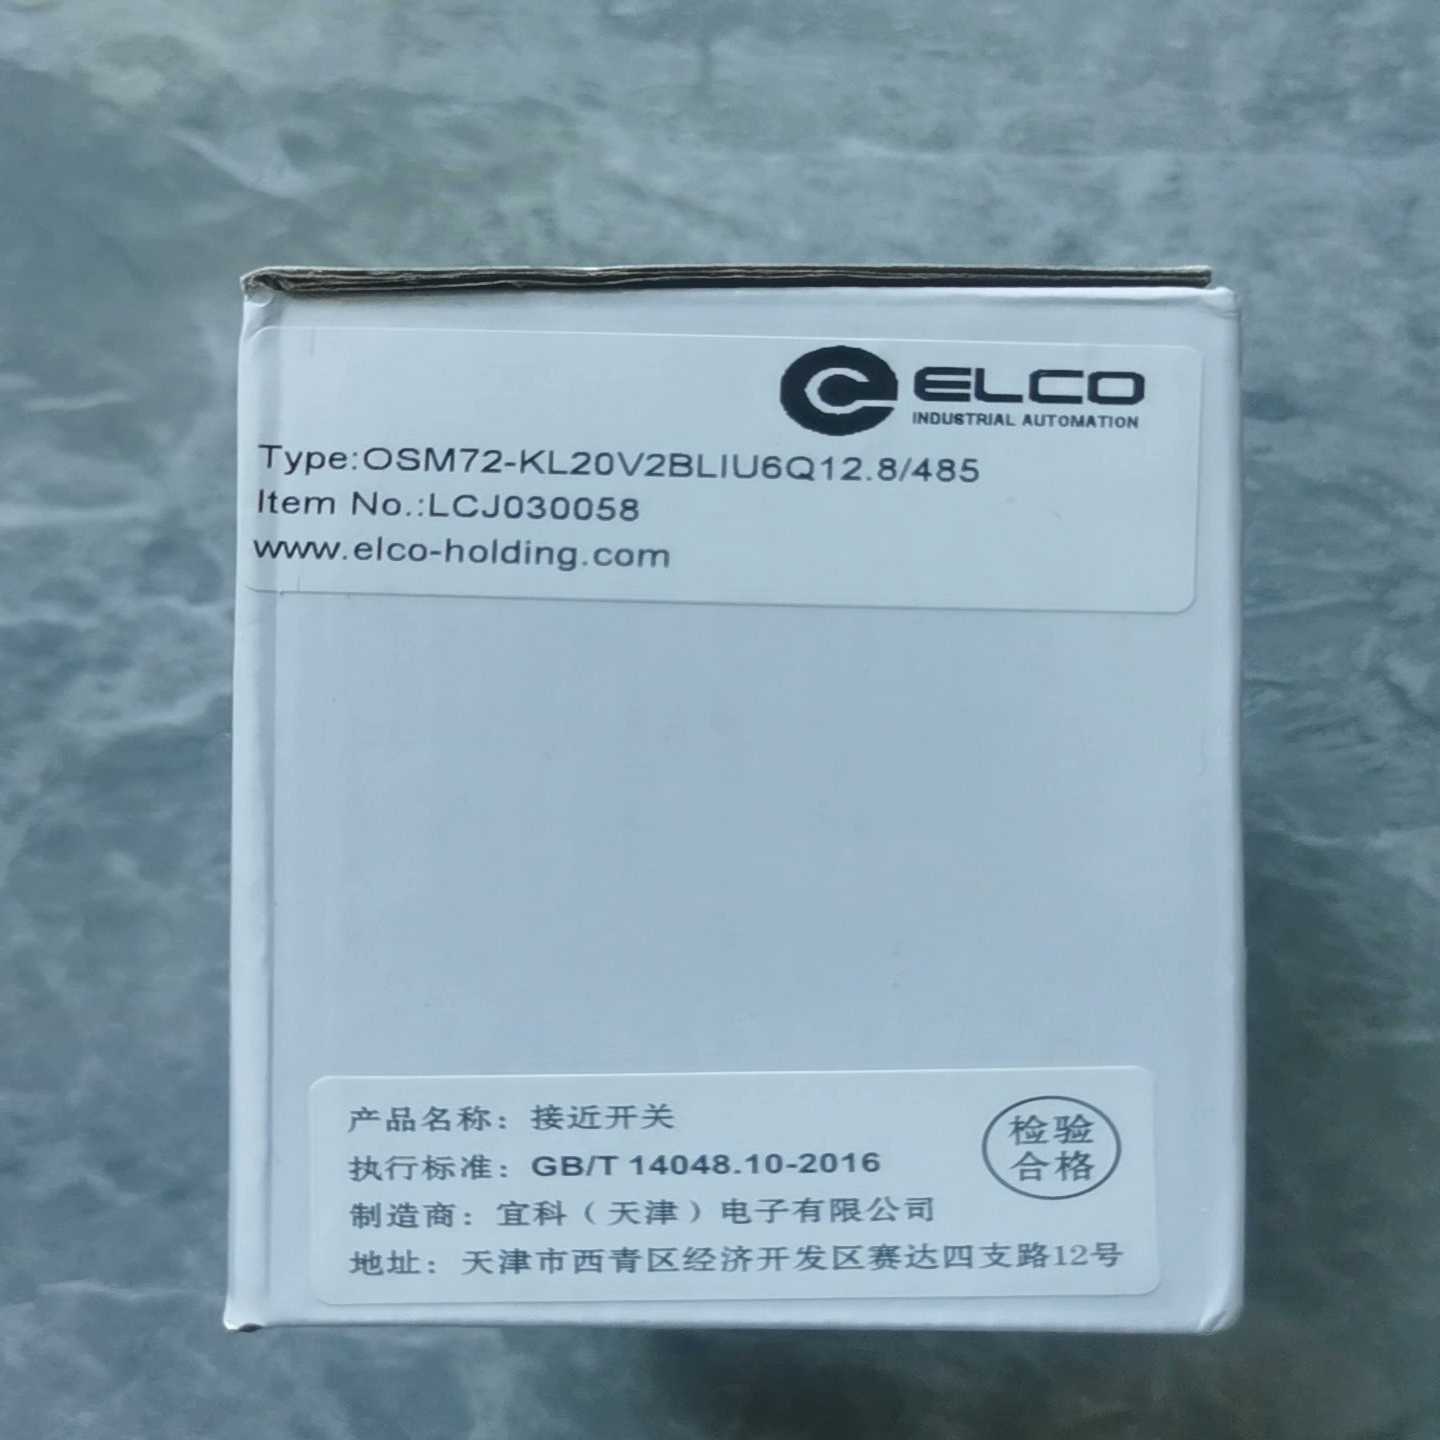 ELCO
INDUSTRIAL AUTOMATION
Type:OSM72-KL20V2BLIU6Q12.8/485
Item No.:LCJ030058
www.elco-holding.com
产品名称：接近开关
执行标准：GB/T 14048.10-2016
制造商：宜科（天津）电子有限公司
地址：天津市西青区经济开发区赛达四支路12号
检验
合格